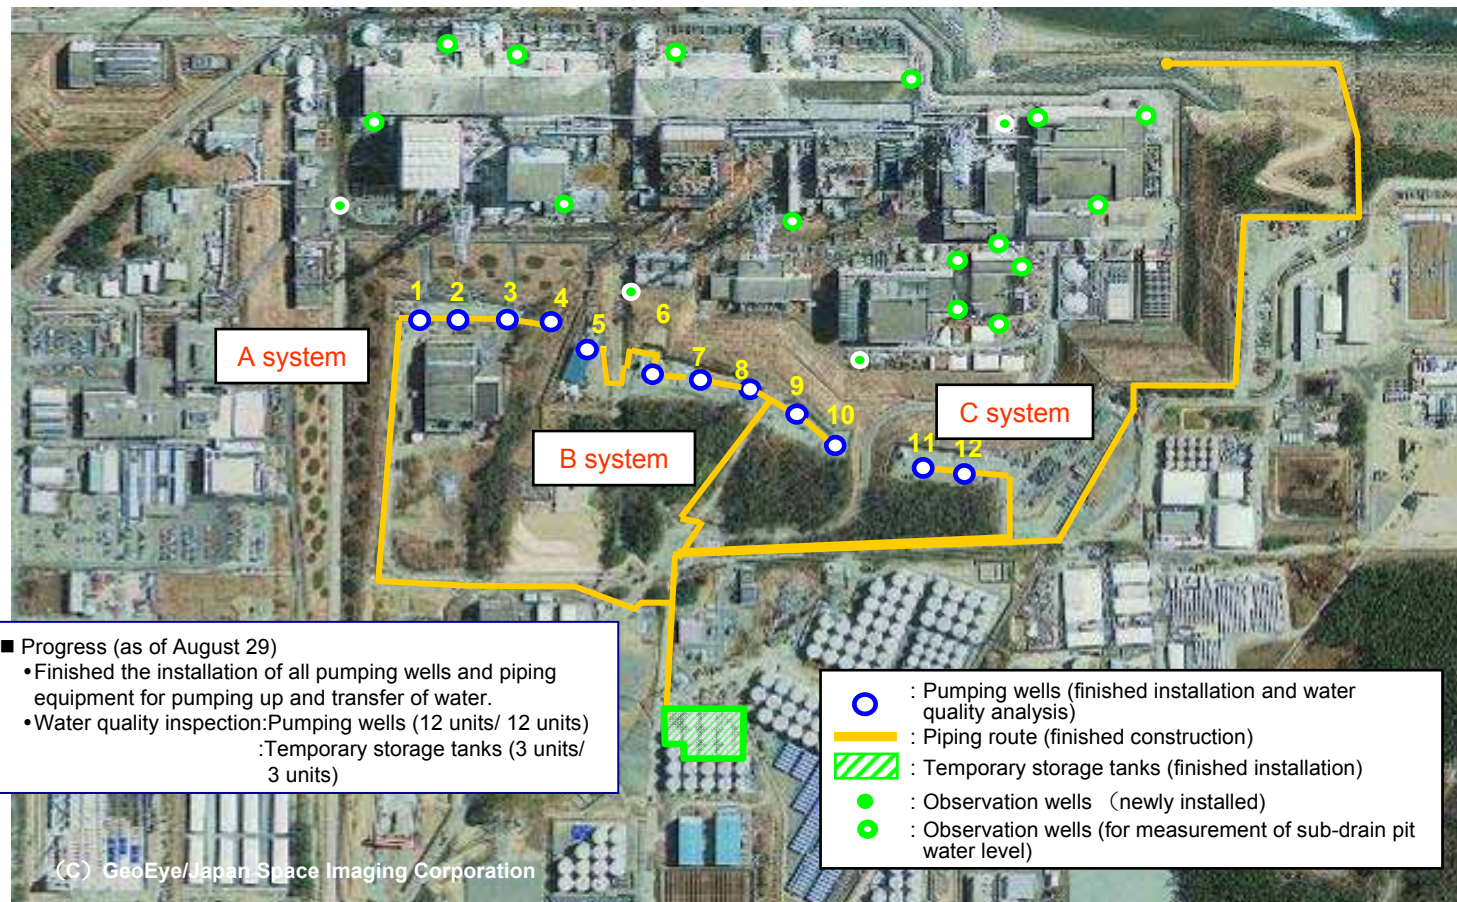 1 2 3 4
5 6 7 8 9 10
11 12
A system
B system
C system
■ Progress (as of August 29)
•Finished the installation of all pumping wells and piping
equipment for pumping up and transfer of water.
•Water quality inspection:Pumping wells (12 units/ 12 units)
:Temporary storage tanks (3 units/
3 units)
: Pumping wells (finished installation and water
quality analysis)
: Piping route (finished construction)
: Temporary storage tanks (finished installation)
: Observation wells （newly installed)
: Observation wells (for measurement of sub-drain pit
water level)
（C）GeoEye/Japan Space Imaging Corporation